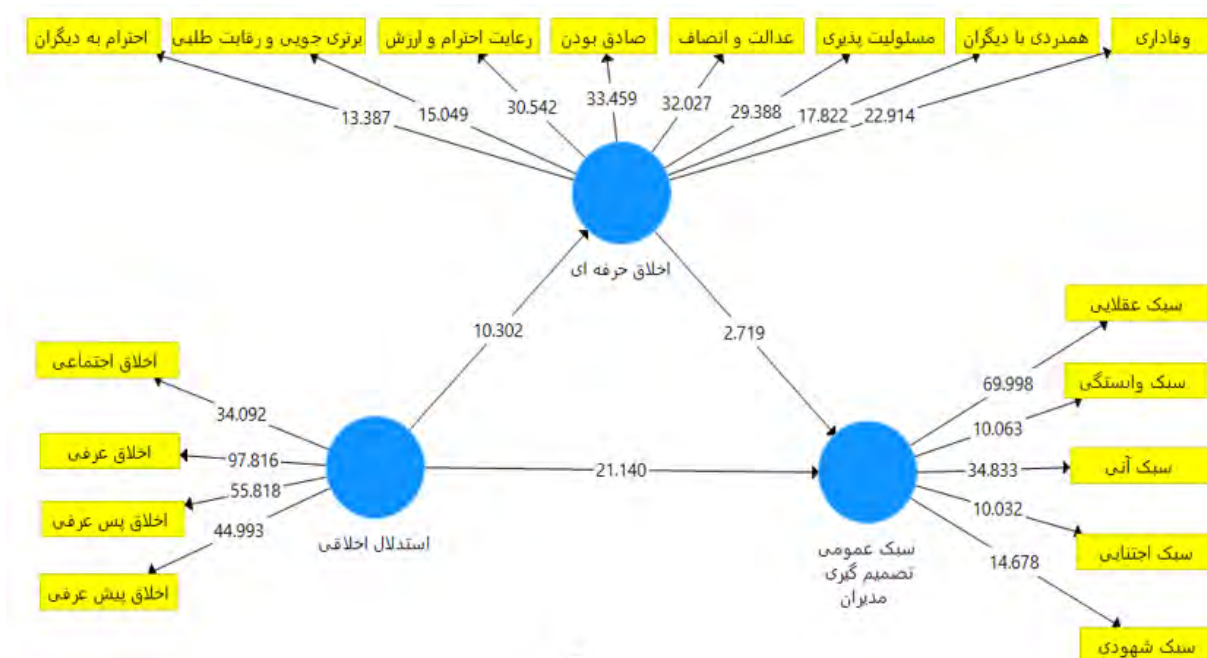 احترام به دیگران
برتری جویی و رقابت طلبی
رعایت احترام و ارزش
صادق بودن
عدالت و انصاف
مسئولیت پذیری
همدردی با دیگران
وفاداری
13.387
15.049
30.542
33.459
32.027
29.388
17.822
22.914
اخلاق حرفه ای
10.302
2.719
21.140
اخلاق اجتماعی
34.092
اخلاق عرفی
97.816
اخلاق پس عرفی
55.818
اخلاق پیش عرفی
44.993
استدلال اخلاقی
سبک عقلایی
69.998
سبک وابستگی
10.063
سبک آنی
34.833
سبک اجتنابی
10.032
سبک شهودی
14.678
سبک عمومی
تصمیم گیری
مدیران